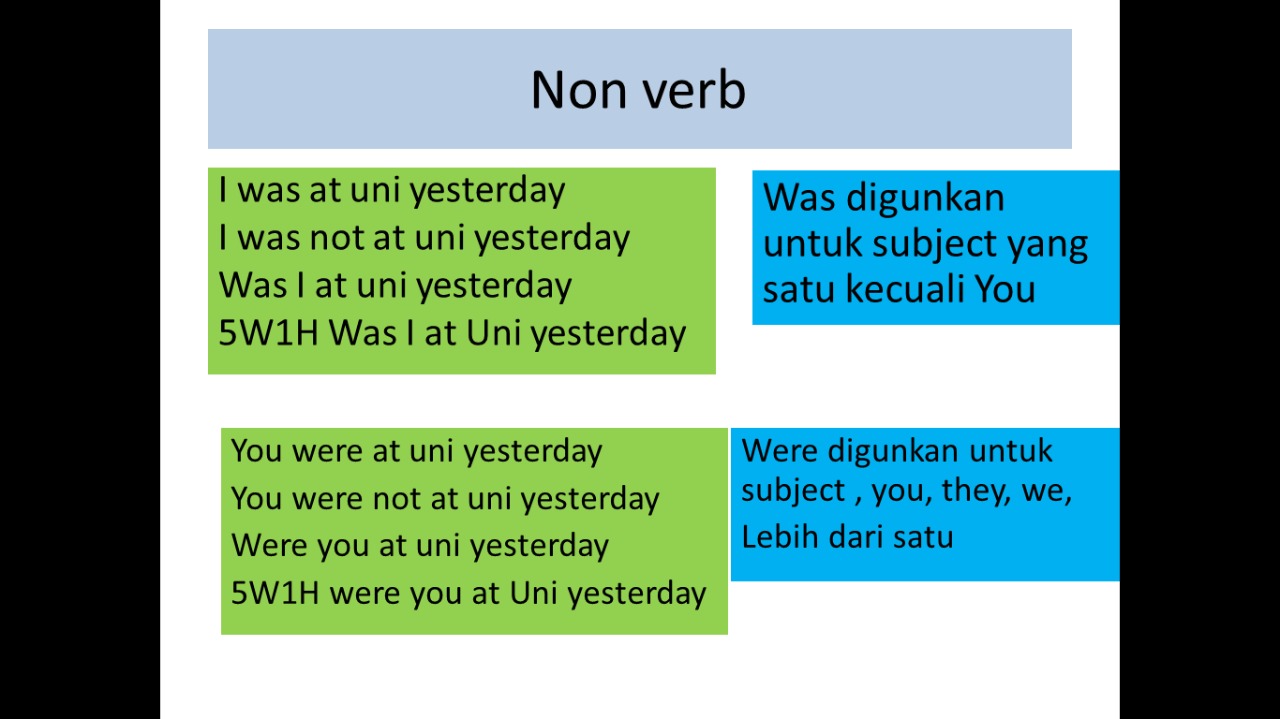 Non verb
I was at uni yesterday
I was not at uni yesterday
Was I at uni yesterday
5W1H Was I at Uni yesterday
Was digunkan
untuk subject yang
satu kecuali You
You were at uni yesterday
You were not at uni yesterday
Were you at uni yesterday
5W1H were you at Uni yesterday
Were digunkan untuk
subject , you, they, we,
Lebih dari satu